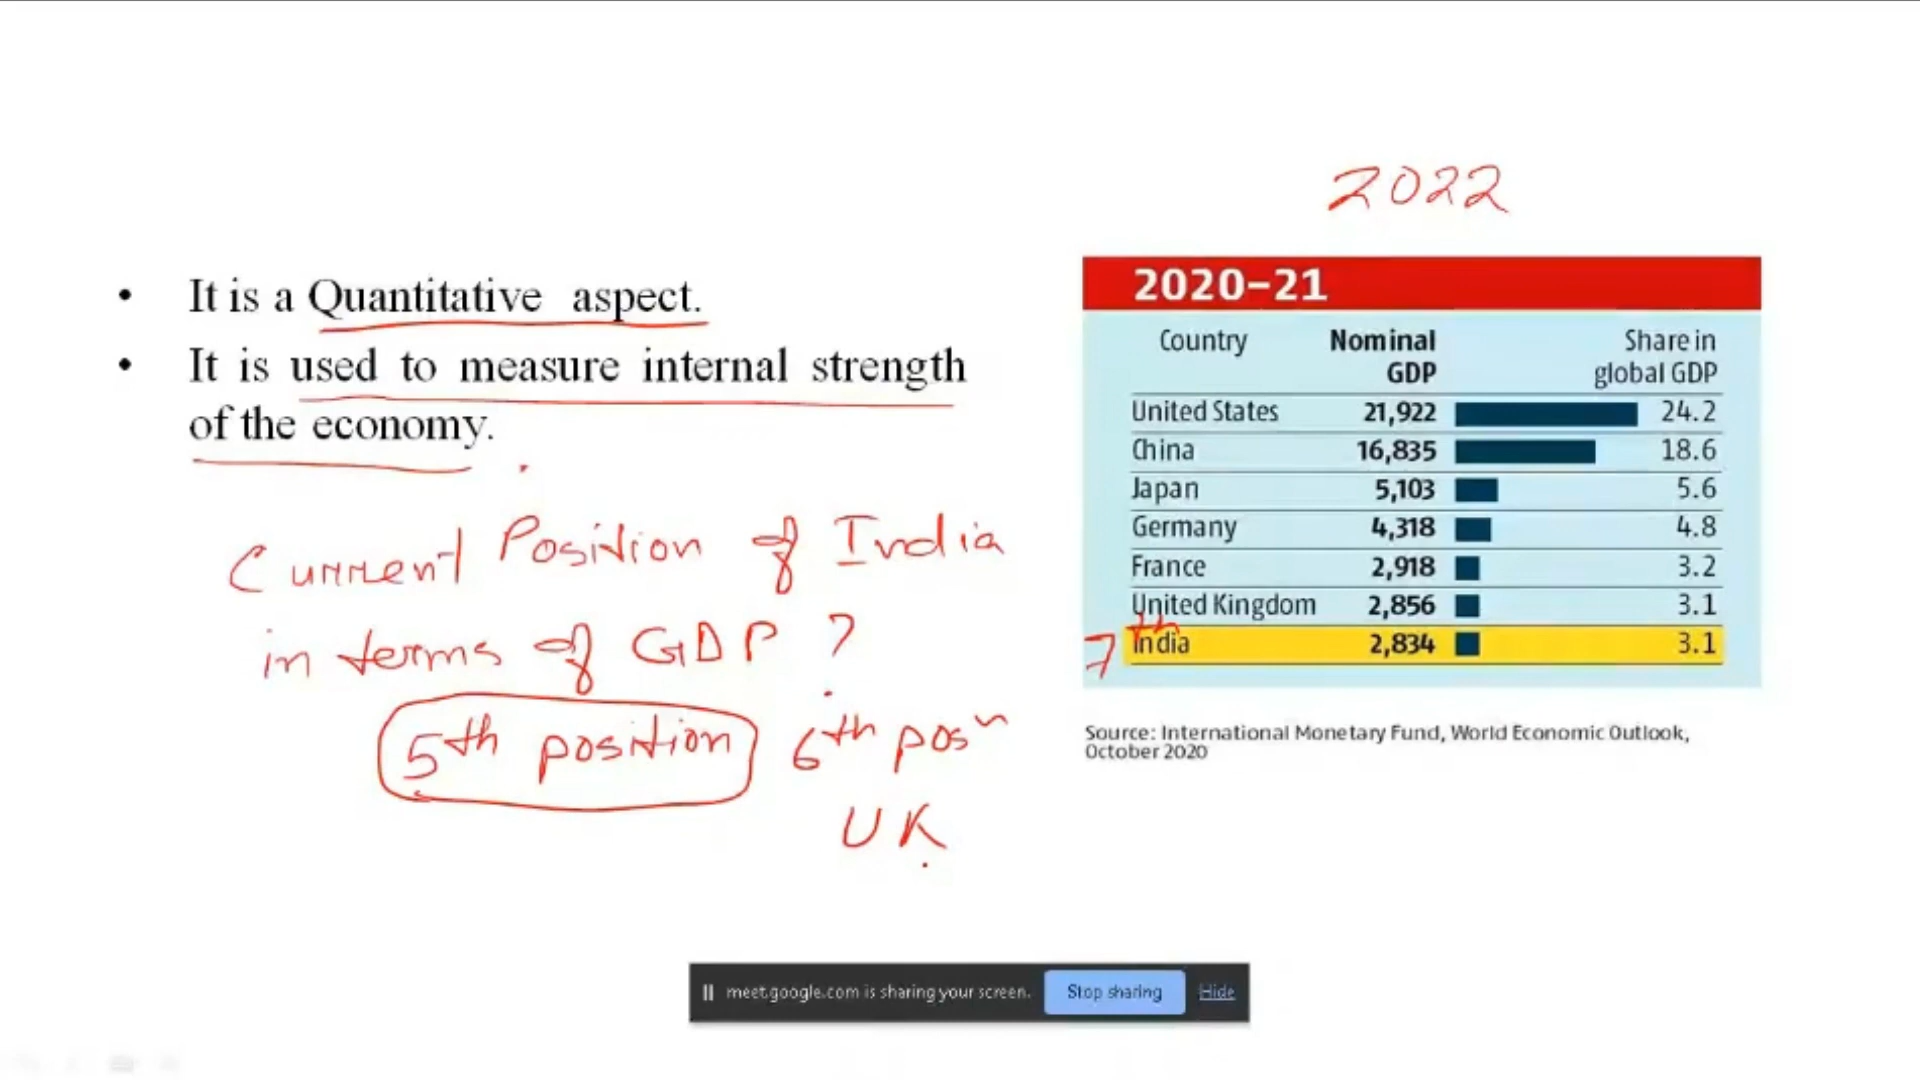 • It is a Quantitative aspect.
• It is used to measure internal strength
of the economy.
Current Position of India
in terms of GDP ?
5th position 6th posn
UK
2022
2020–21
Country Nominal GDP Share in global GDP
United States 21,922 24.2
China 16,835 18.6
Japan 5,103 5.6
Germany 4,318 4.8
France 2,918 3.2
United Kingdom 2,856 3.1
7th India 2,834 3.1
Source: International Monetary Fund, World Economic Outlook,
October 2020
meet.google.com is sharing your screen. Stop sharing Hide